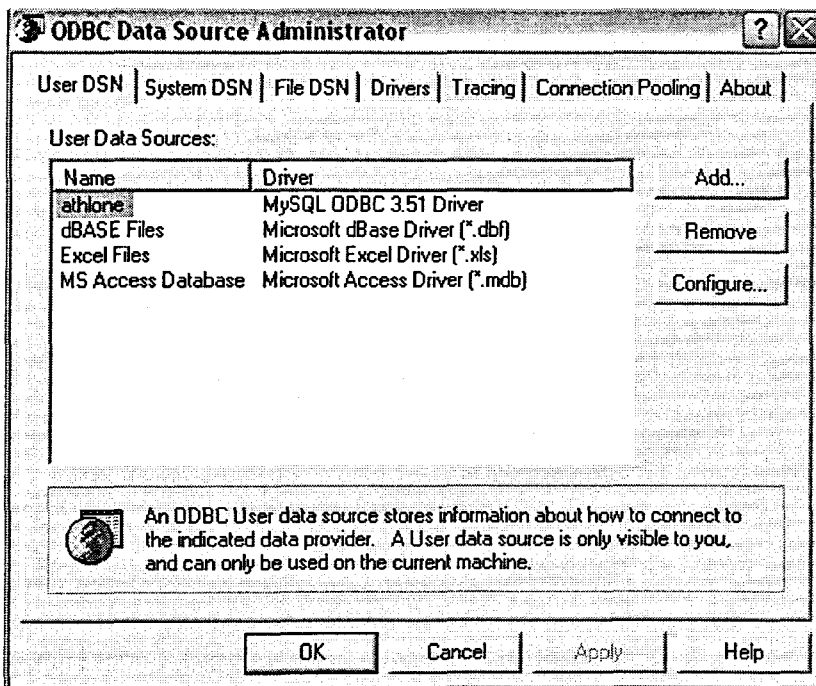 ODBC Data Source Administrator
User DSN System DSN File DSN Drivers Tracing Connection Pooling About
User Data Sources:
Name Driver
athlone MySQL ODBC 3.51 Driver
dBASE Files Microsoft dBase Driver (*.dbf)
Excel Files Microsoft Excel Driver (*.xls)
MS Access Database Microsoft Access Driver (*.mdb)
Add...
Remove
Configure...
An ODBC User data source stores information about how to connect to
the indicated data provider. A User data source is only visible to you,
and can only be used on the current machine.
OK Cancel Apply Help